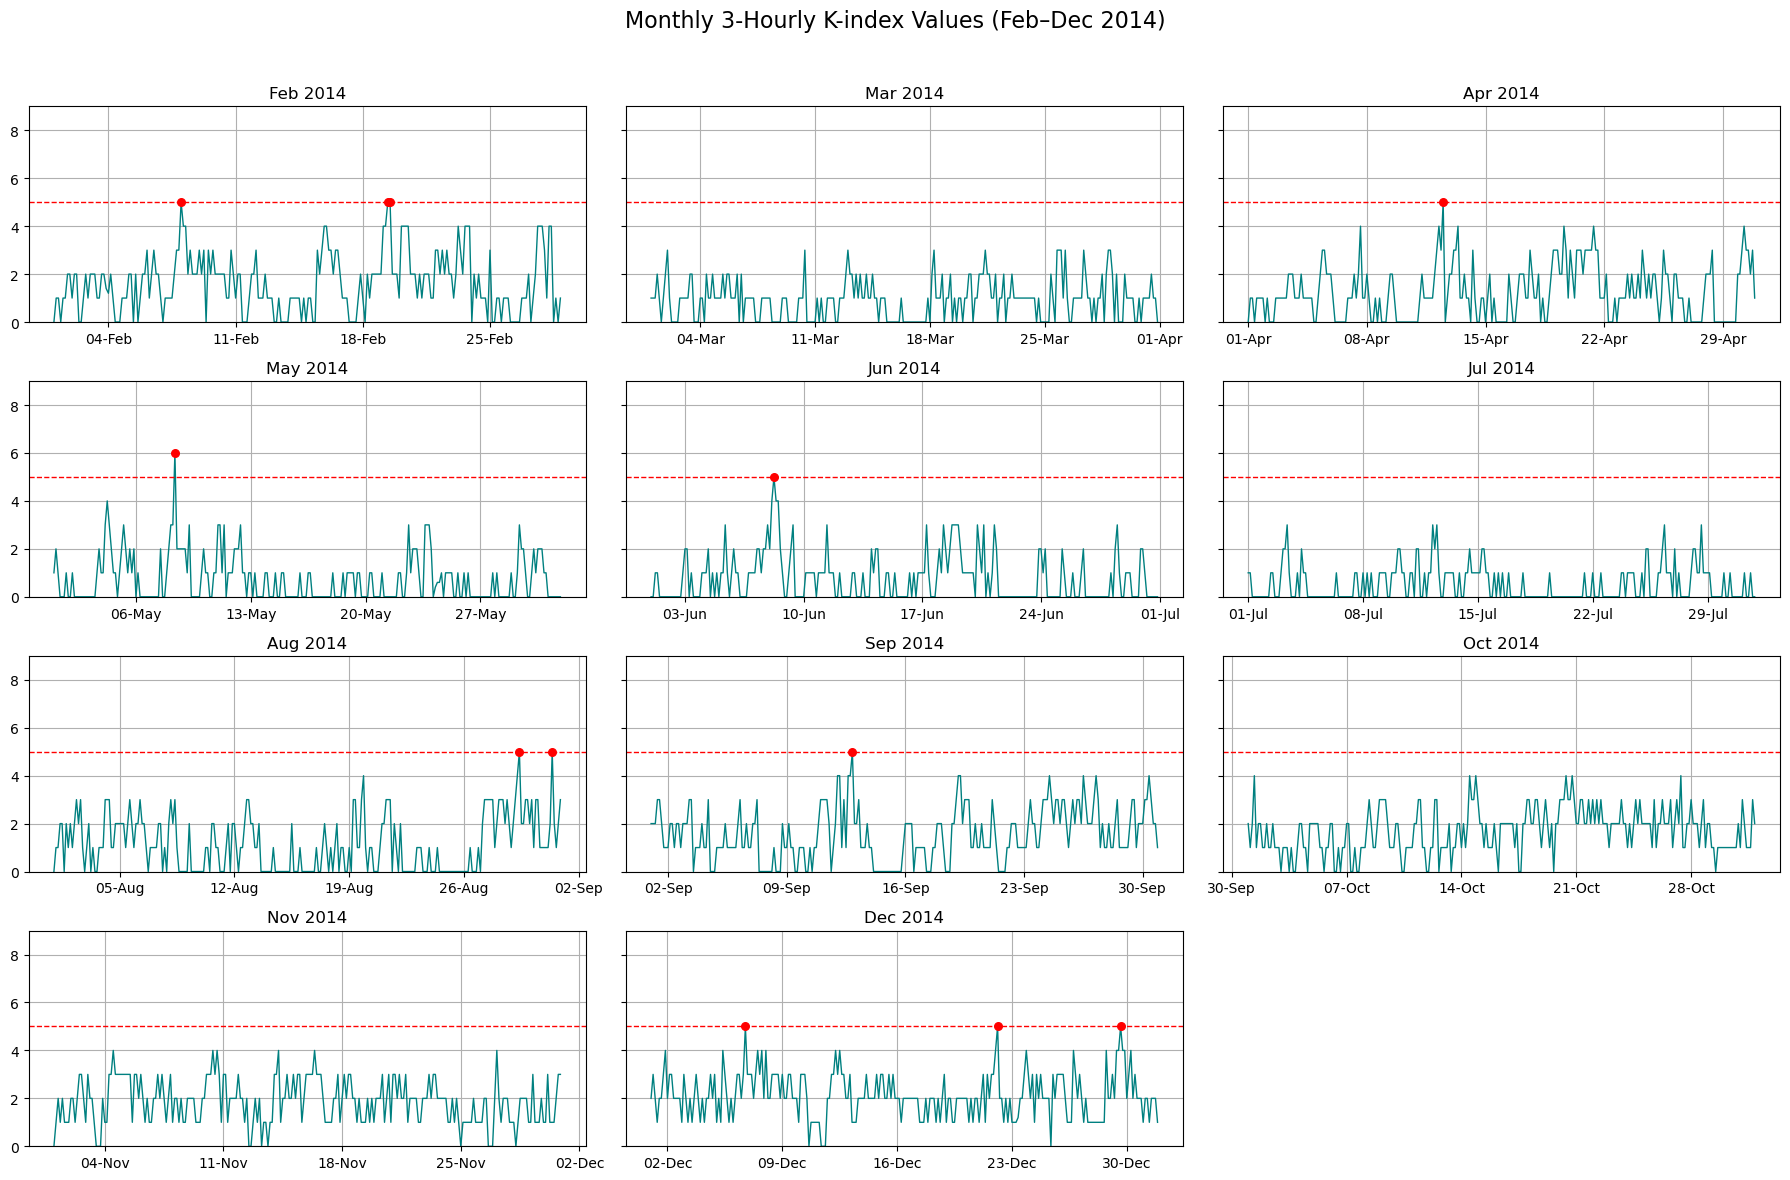 Monthly 3-Hourly K-index Values (Feb–Dec 2014)
Feb 2014
Mar 2014
Apr 2014
8
6
4
2
0
04-Feb 11-Feb 18-Feb 25-Feb
04-Mar 11-Mar 18-Mar 25-Mar 01-Apr
01-Apr 08-Apr 15-Apr 22-Apr 29-Apr
May 2014
Jun 2014
Jul 2014
8
6
4
2
0
06-May 13-May 20-May 27-May
03-Jun 10-Jun 17-Jun 24-Jun 01-Jul
01-Jul 08-Jul 15-Jul 22-Jul 29-Jul
Aug 2014
Sep 2014
Oct 2014
8
6
4
2
0
05-Aug 12-Aug 19-Aug 26-Aug 02-Sep
02-Sep 09-Sep 16-Sep 23-Sep 30-Sep
30-Sep 07-Oct 14-Oct 21-Oct 28-Oct
Nov 2014
Dec 2014
8
6
4
2
0
04-Nov 11-Nov 18-Nov 25-Nov 02-Dec
02-Dec 09-Dec 16-Dec 23-Dec 30-Dec